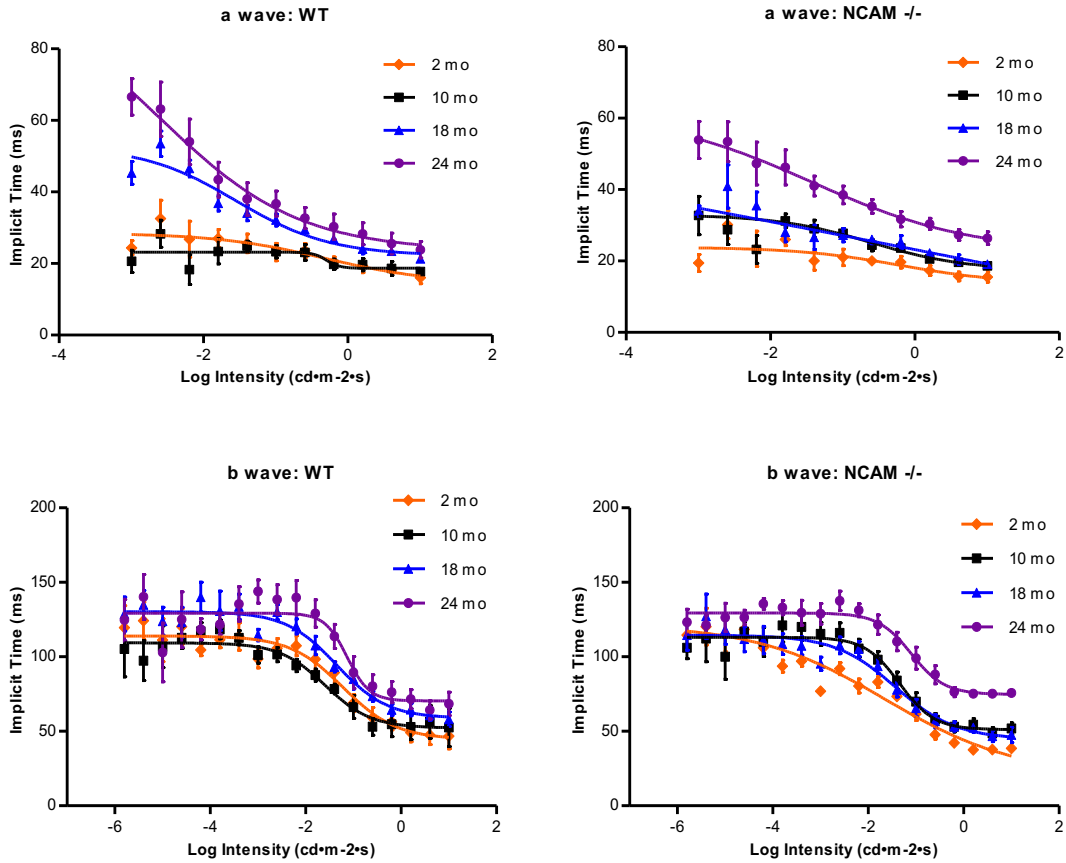 a wave: WT
80
60
40
20
0
-4
-2
0
2
Implicit Time (ms)
Log Intensity (cd•m-2•s)
2 mo
10 mo
18 mo
24 mo
a wave: NCAM -/-
80
60
40
20
0
-4
-2
0
2
Implicit Time (ms)
Log Intensity (cd•m-2•s)
2 mo
10 mo
18 mo
24 mo
b wave: WT
200
150
100
50
0
-6
-4
-2
0
2
Implicit Time (ms)
Log Intensity (cd•m-2•s)
2 mo
10 mo
18 mo
24 mo
b wave: NCAM -/-
200
150
100
50
0
-6
-4
-2
0
2
Implicit Time (ms)
Log Intensity (cd•m-2•s)
2 mo
10 mo
18 mo
24 mo